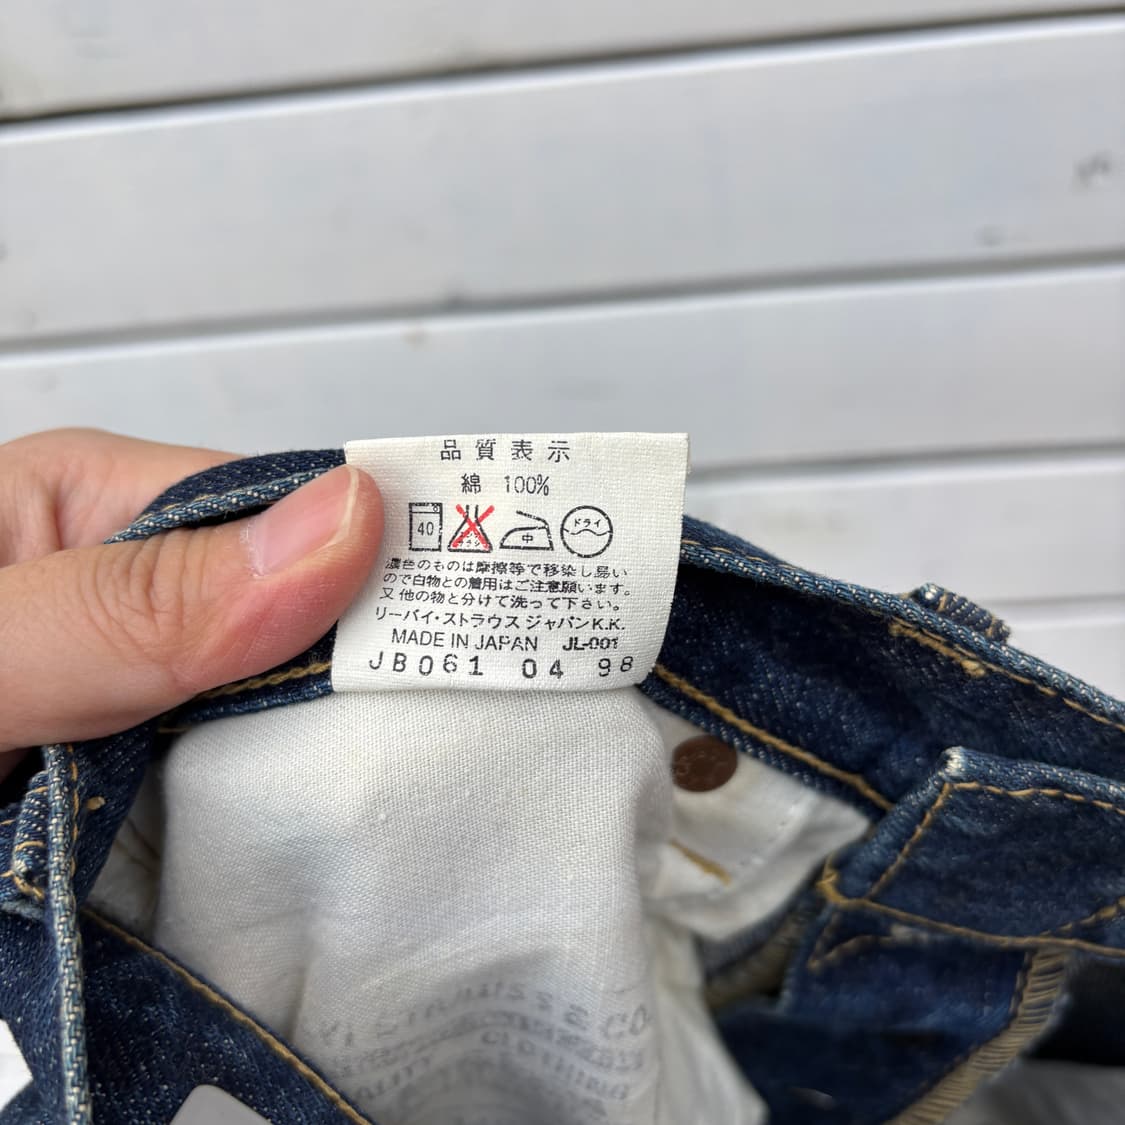 品質表示
綿 100%
40 中 ドライ
濃色のものは摩擦等で移染し易い
ので白物との着用はご注意願います。
又他の物と分けて洗って下さい。
リーバイ・ストラウス ジャパンK.K.
MADE IN JAPAN JL-001
JB061 04 98
CO
CLOTHING